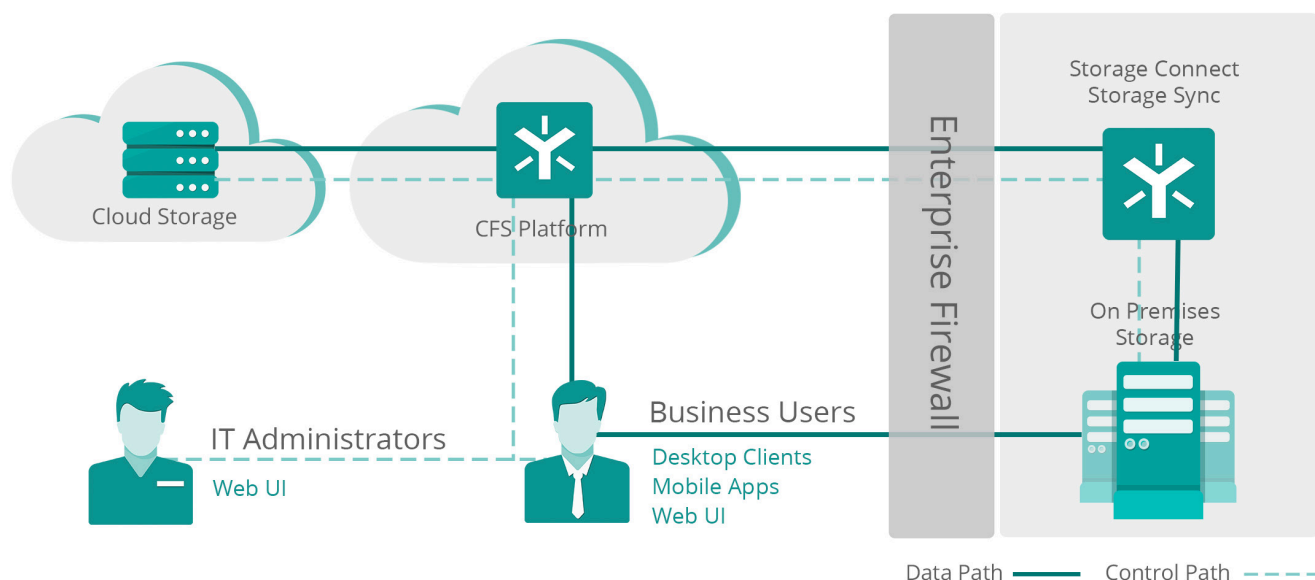 Storage Connect
Storage Sync
Enterprise Firewall
Cloud Storage
CFS Platform
On Premises
Storage
IT Administrators
Web UI
Business Users
Desktop Clients
Mobile Apps
Web UI
Data Path
Control Path